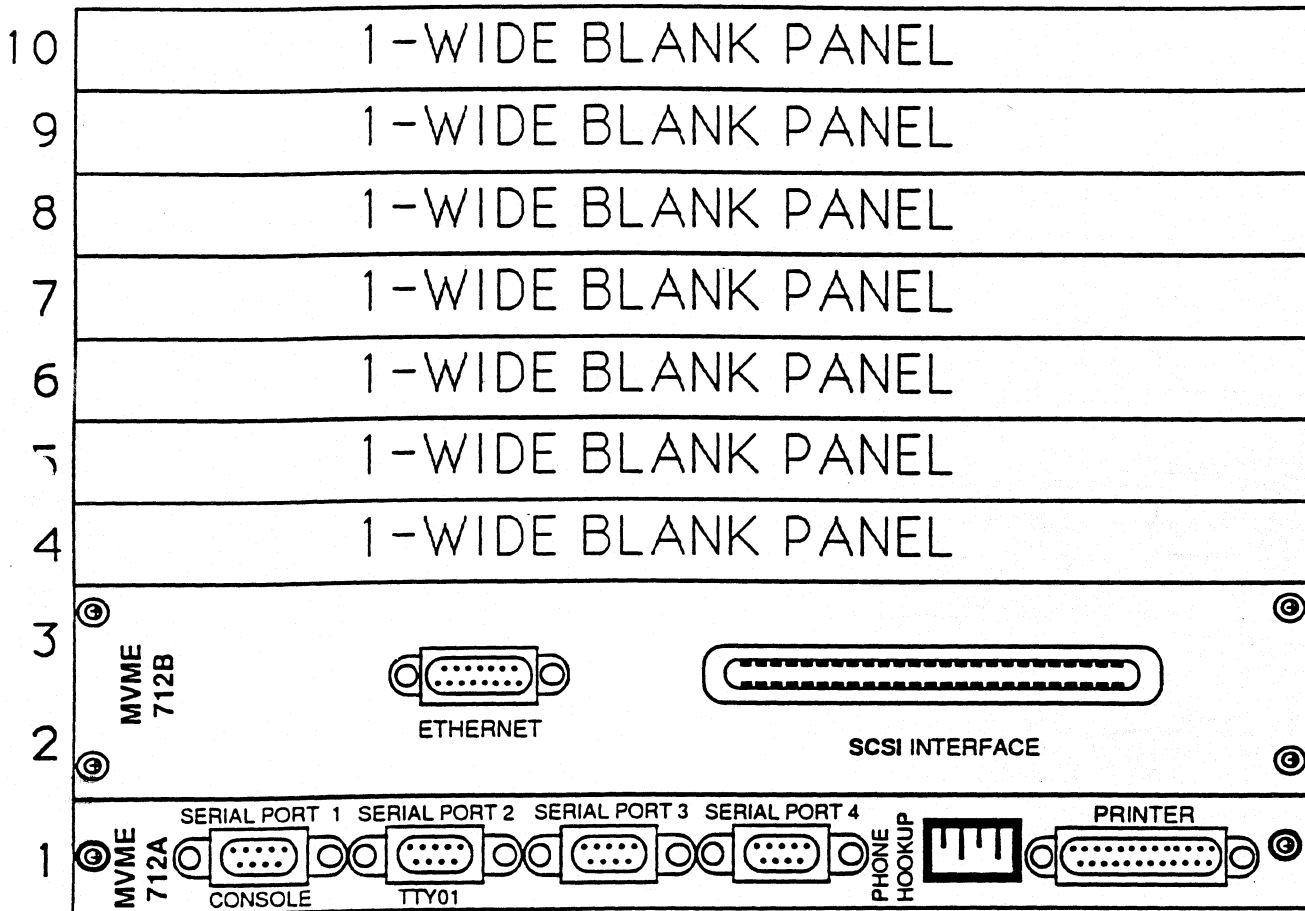 10 1-WIDE BLANK PANEL
9 1-WIDE BLANK PANEL
8 1-WIDE BLANK PANEL
7 1-WIDE BLANK PANEL
6 1-WIDE BLANK PANEL
1-WIDE BLANK PANEL
4 1-WIDE BLANK PANEL
3
MVME
712B
ETHERNET
SCSI INTERFACE
2
SERIAL PORT 1 SERIAL PORT 2 SERIAL PORT 3 SERIAL PORT 4 PRINTER
1
MVME
712A
PHONE
HOOKUP
CONSOLE TTY01